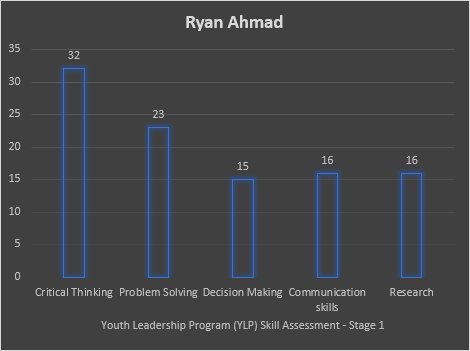 Ryan Ahmad
35
30
25
20
15
10
5
0
32
23
15
16
16
Critical Thinking
Problem Solving
Decision Making
Communication
skills
Research
Youth Leadership Program (YLP) Skill Assessment - Stage 1